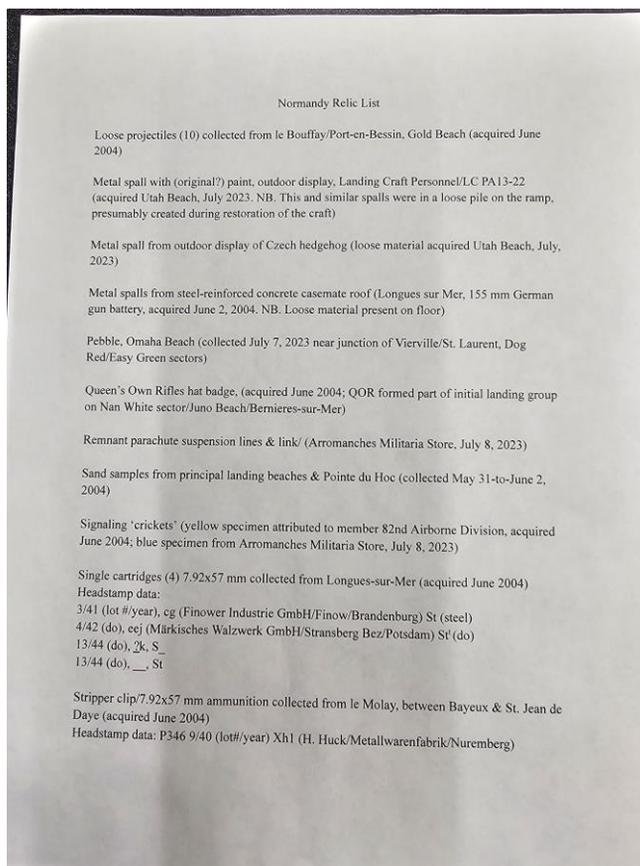 Normandy Relic List
Loose projectiles (10) collected from le Bouffay/Port-en-Bessin, Gold Beach (acquired June
2004)
Metal spall with (original?) paint, outdoor display, Landing Craft Personnel/LC PA13-22
(acquired Utah Beach, July 2023. NB. This and similar spalls were in a loose pile on the ramp,
presumably created during restoration of the craft)
Metal spall from outdoor display of Czech hedgehog (loose material acquired Utah Beach, July,
2023)
Metal spalls from steel-reinforced concrete casemate roof (Longues sur Mer, 155 mm German
gun battery, acquired June 2, 2004. NB. Loose material present on floor)
Pebble, Omaha Beach (collected July 7, 2023 near junction of Vierville/St. Laurent, Dog
Red/Easy Green sectors)
Queen's Own Rifles hat badge, (acquired June 2004; QOR formed part of initial landing group
on Nan White sector/Juno Beach/Bernieres-sur-Mer)
Remnant parachute suspension lines & link/ (Arromanches Militaria Store, July 8, 2023)
Sand samples from principal landing beaches & Pointe du Hoc (collected May 31-to-June 2,
2004)
Signaling 'crickets' (yellow specimen attributed to member 82nd Airborne Division, acquired
June 2004; blue specimen from Arromanches Militaria Store, July 8, 2023)
Single cartridges (4) 7.92x57 mm collected from Longues-sur-Mer (acquired June 2004)
Headstamp data:
3/41 (lot #/year), cg (Finower Industrie GmbH/Finow/Brandenburg) St (steel)
4/42 (do), eej (Märkisches Walzwerk GmbH/Stransberg Bez/Potsdam) St (do)
13/44 (do), ?k, S_
13/44 (do), __, St
Stripper clip/7.92x57 mm ammunition collected from le Molay, between Bayeux & St. Jean de
Daye (acquired June 2004)
Headstamp data: P346 9/40 (lot#/year) Xh1 (H. Huck/Metallwarenfabrik/Nuremberg)